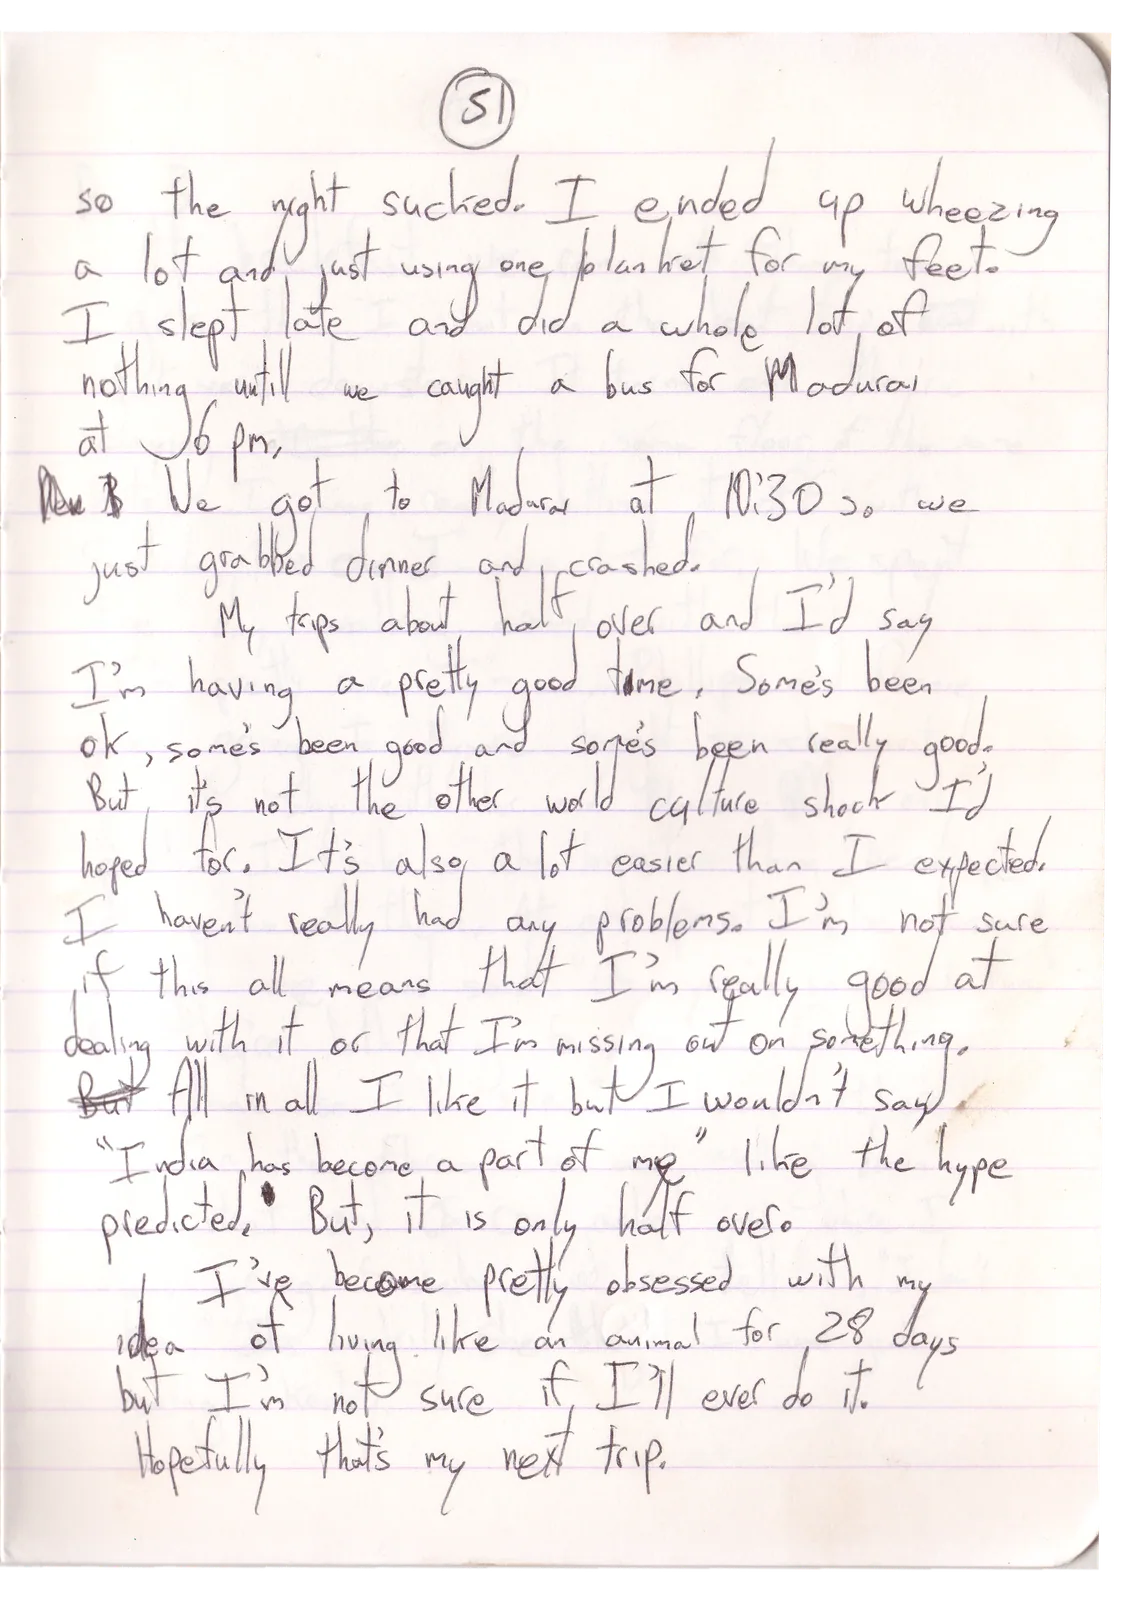 51
so the night sucked. I ended up wheezing
a lot and just using one blanket for my feet.
I slept late and did a whole lot of
nothing untill we caught a bus for Madurai
at 6 pm,
We got to Madurai at 10:30 so we
just grabbed dinner and crashed.
My trips about half over and I'd say
I'm having a pretty good time. Some's been
ok, some's been good and some's been really good.
But it's not the other world culture shock I'd
hoped for. It's also a lot easier than I expected.
I haven't really had any problems. I'm not sure
if this all means that I'm really good at
dealing with it or that I'm missing out on something.
But All in all I like it but I wouldn't say
"India has become a part of me" like the hype
predicted. But, it is only half over.
I've become pretty obsessed with my
idea of living like an animal for 28 days
but I'm not sure if I'll ever do it.
Hopefully that's my next trip.